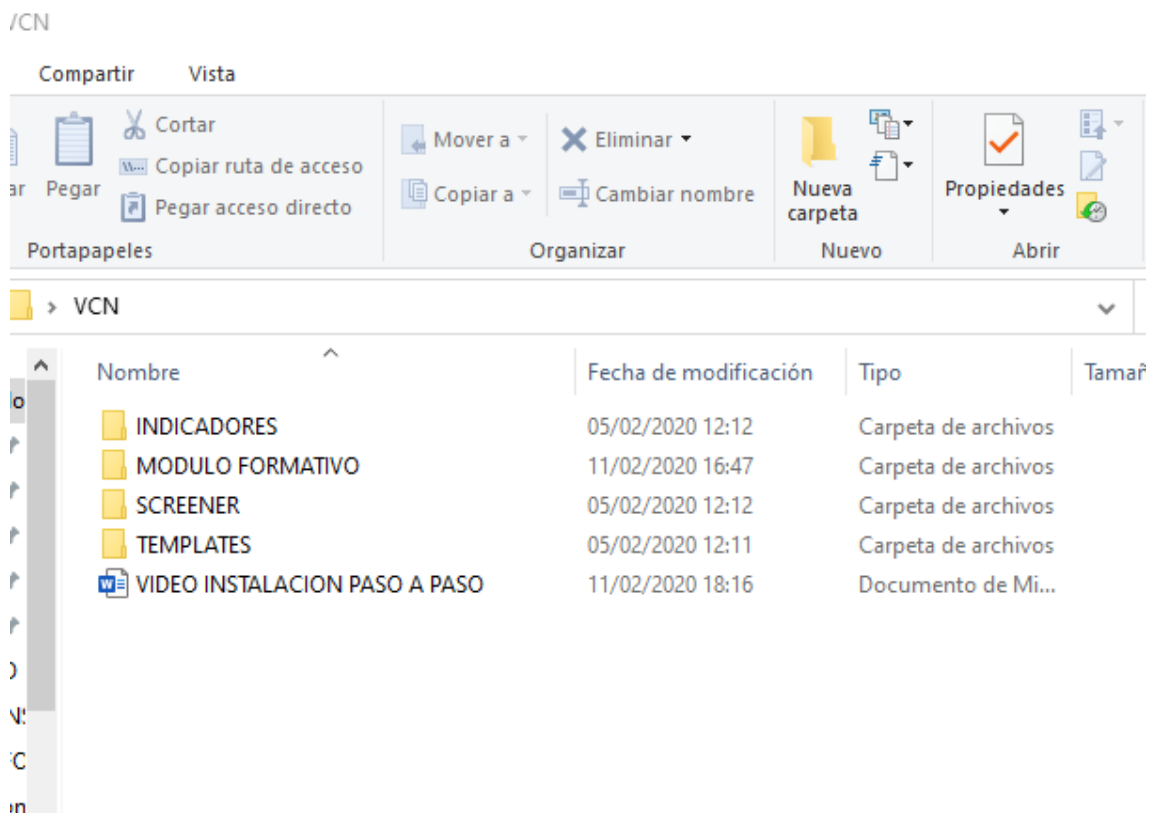 VCN
Compartir Vista
Cortar
Copiar ruta de acceso
Pegar acceso directo
Pegar
Portapapeles
Mover a
Copiar a
Eliminar
Cambiar nombre
Organizar
Nueva
carpeta
Nuevo
Propiedades
Abrir
VCN
Nombre Fecha de modificación Tipo Tamañ
INDICADORES 05/02/2020 12:12 Carpeta de archivos
MODULO FORMATIVO 11/02/2020 16:47 Carpeta de archivos
SCREENER 05/02/2020 12:12 Carpeta de archivos
TEMPLATES 05/02/2020 12:11 Carpeta de archivos
VIDEO INSTALACION PASO A PASO 11/02/2020 18:16 Documento de Mi...